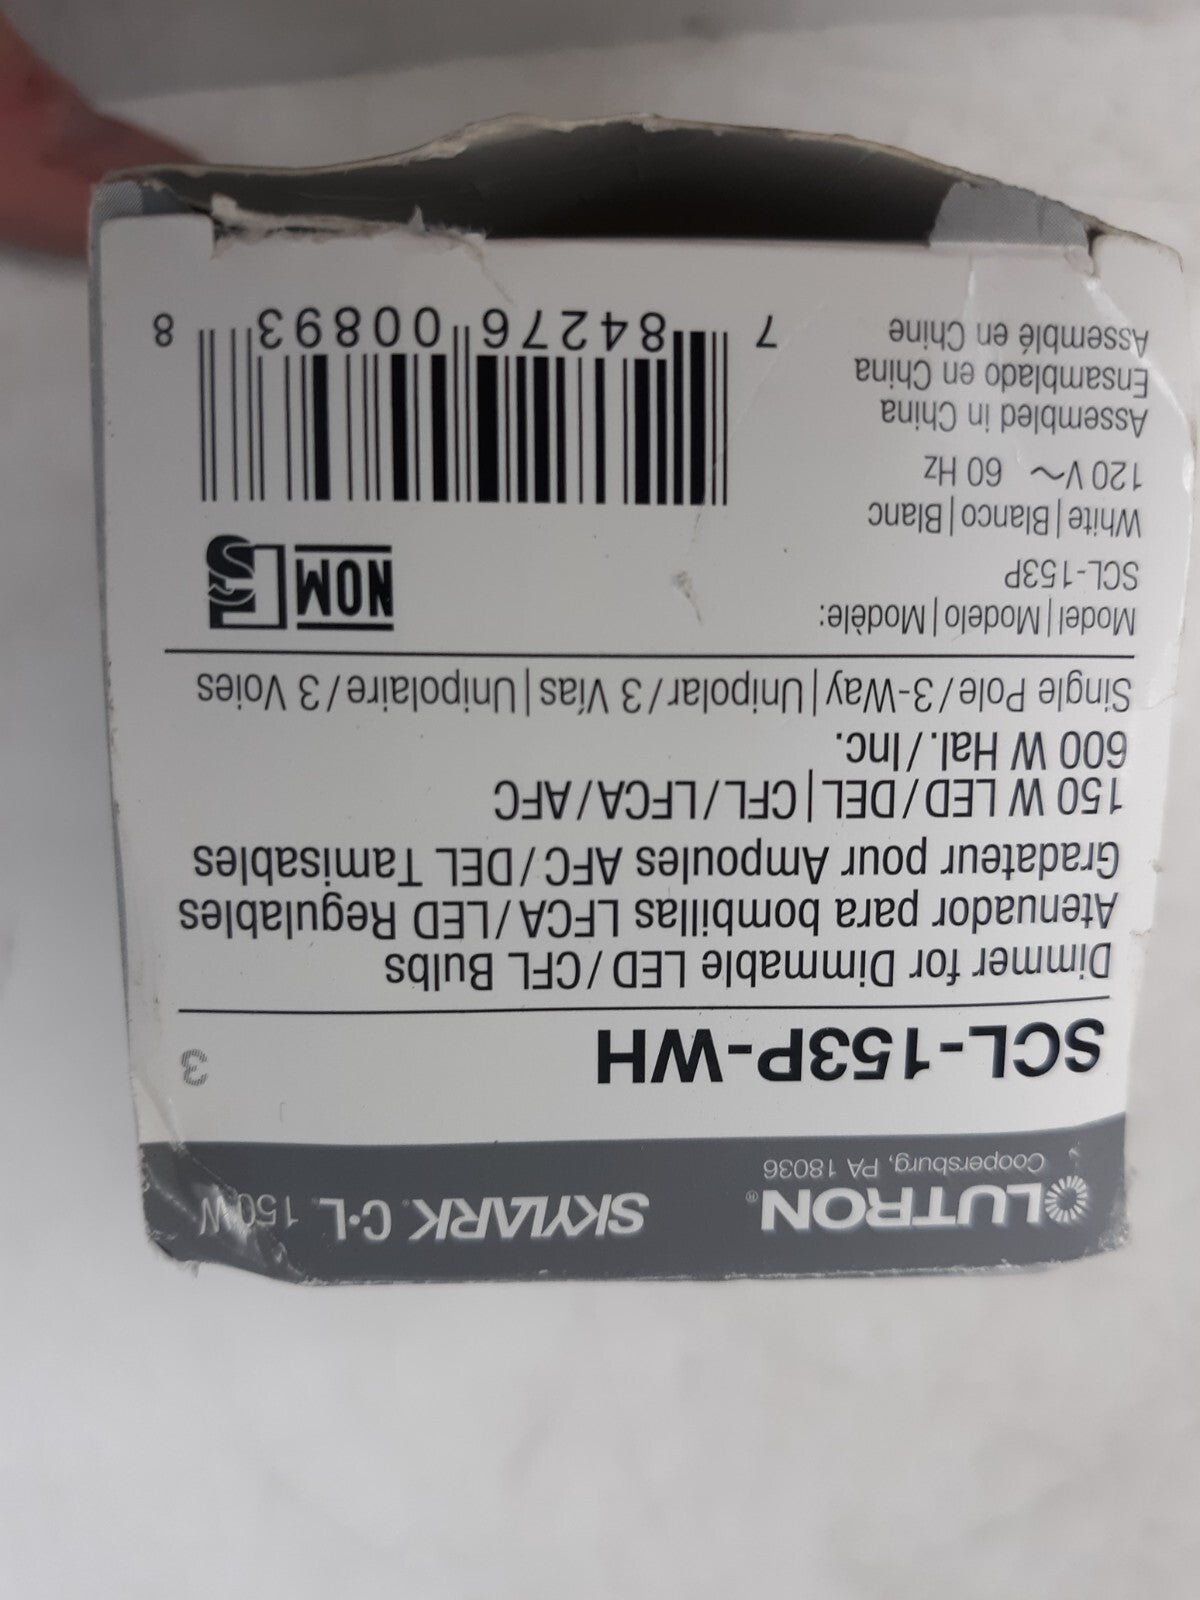 LUTRON®
Coopersburg, PA 18036
SKYLARK. C·L. 150 W
SCL-153P-WH
3
Dimmer for Dimmable LED/CFL Bulbs
Atenuador para bombillas LFCA/LED Regulables
Gradateur pour Ampoules AFC/DEL Tamisables
150 W LED/DEL | CFL/LFCA/AFC
600 W Hal./Inc.
Single Pole/3-Way | Unipolar/3 Vías | Unipolaire/3 Voies
Model | Modelo | Modèle:
SCL-153P
White | Blanco | Blanc
120 V~ 60 Hz
Assembled in China
Ensamblado en China
Assemblé en Chine
NOM
7 84276 00893 8